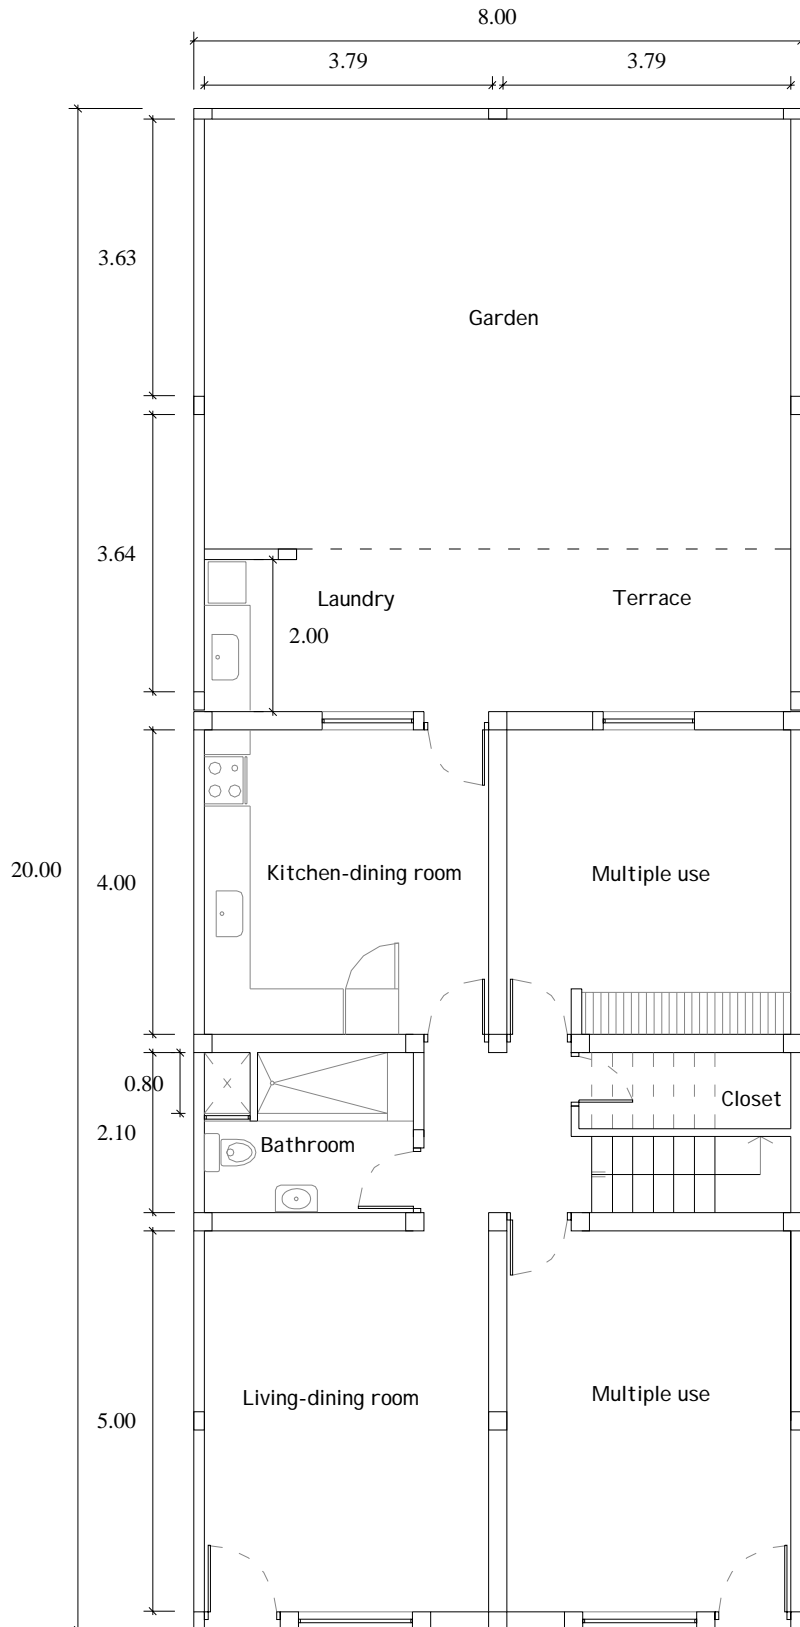 8.00
3.79
3.79
3.63
Garden
3.64
Laundry
Terrace
2.00
20.00
4.00
Kitchen-dining room
Multiple use
0.80
Closet
2.10
Bathroom
5.00
Living-dining room
Multiple use